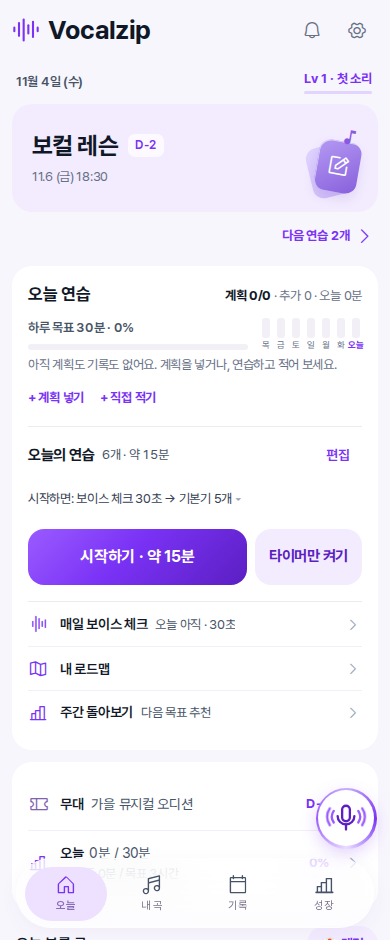 Vocalzip
11월 4일 (수)
Lv 1 · 첫 소리
보컬 레슨 D-2
11.6 (금) 18:30
다음 연습 2개
오늘 연습
계획 0/0 · 추가 0 · 오늘 0분
하루 목표 30분 · 0%
목 금 토 일 월 화 오늘
아직 계획도 기록도 없어요. 계획을 넣거나, 연습하고 적어 보세요.
+ 계획 넣기 + 직접 적기
오늘의 연습 6개 · 약 15분
편집
시작하면: 보이스 체크 30초 → 기본기 5개
시작하기 · 약 15분
타이머만 켜기
매일 보이스 체크 오늘 아직 · 30초
내 로드맵
주간 돌아보기 다음 목표 추천
무대 가을 뮤지컬 오디션
오늘 0분 / 30분
0%
오늘
내 곡
기록
성장